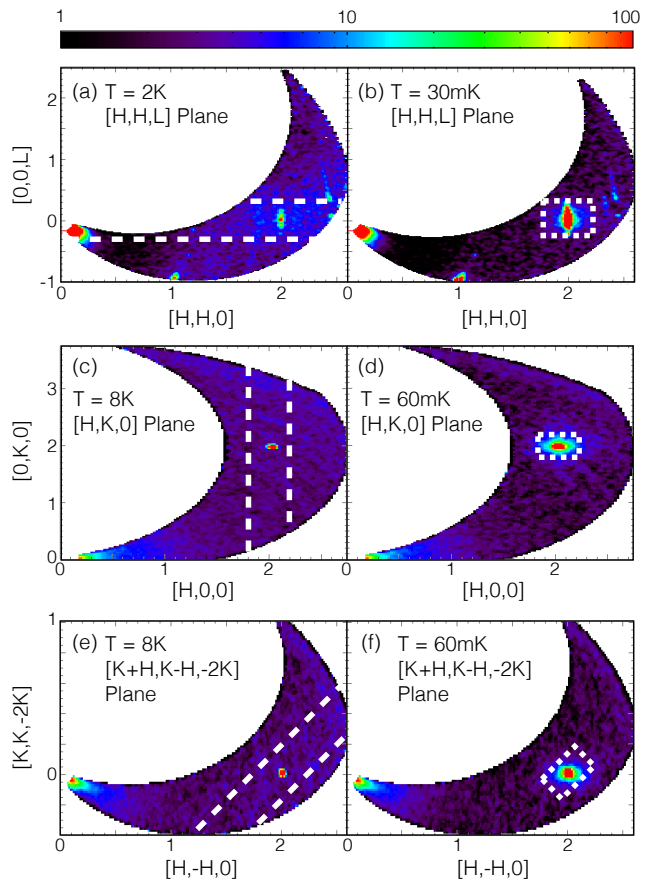 1 10 100
(a) T = 2K
[H,H,L] Plane
(b) T = 30mK
[H,H,L] Plane
[0,0,L]
2
1
0
-1
0 1 2
0 1 2
[H,H,0] [H,H,0]
(c)
T = 8K
[H,K,0] Plane
(d)
T = 60mK
[H,K,0] Plane
[0,K,0]
3
2
1
0
0 1 2
0 1 2
[H,0,0] [H,0,0]
(e) T = 8K
[K+H,K-H,-2K]
Plane
(f) T = 60mK
[K+H,K-H,-2K]
Plane
[K,K,-2K]
1
0
0 1 2
0 1 2
[H,-H,0] [H,-H,0]